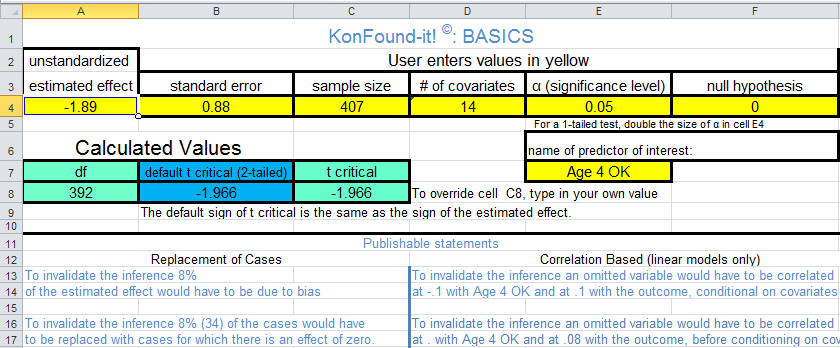 A B C D E F
1 KonFound-it! ©: BASICS
2 unstandardized User enters values in yellow
3 estimated effect standard error sample size # of covariates α (significance level) null hypothesis
4 -1.89 0.88 407 14 0.05 0
5 For a 1-tailed test, double the size of α in cell E4
6 Calculated Values name of predictor of interest:
7 df default t critical (2-tailed) t critical Age 4 OK
8 392 -1.966 -1.966 To override cell C8, type in your own value
9 The default sign of t critical is the same as the sign of the estimated effect.
10
11 Publishable statements
12 Replacement of Cases Correlation Based (linear models only)
13 To invalidate the inference 8% To invalidate the inference an omitted variable would have to be correlated
14 of the estimated effect would have to be due to bias at -.1 with Age 4 OK and at .1 with the outcome, conditional on covariates
15
16 To invalidate the inference 8% (34) of the cases would have To invalidate the inference an omitted variable would have to be correlated
17 to be replaced with cases for which there is an effect of zero. at . with Age 4 OK and at .08 with the outcome, before conditioning on